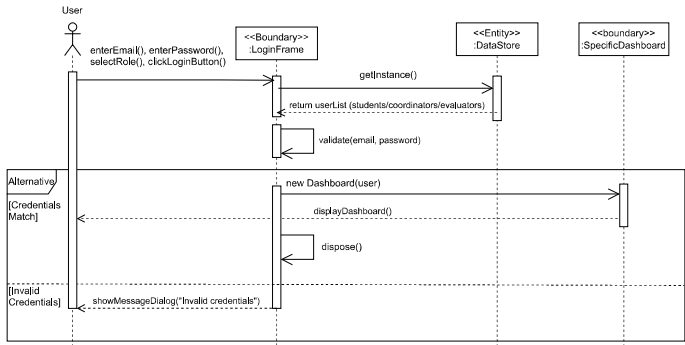 User
<<Boundary>>
:LoginFrame
<<Entity>>
:DataStore
<<boundary>>
:SpecificDashboard
enterEmail(), enterPassword(),
selectRole(), clickLoginButton()
getInstance()
return userList (students/coordinators/evaluators)
validate(email, password)
Alternative
[Credentials
Match]
new Dashboard(user)
displayDashboard()
dispose()
[Invalid
Credentials]
showMessageDialog("Invalid credentials")